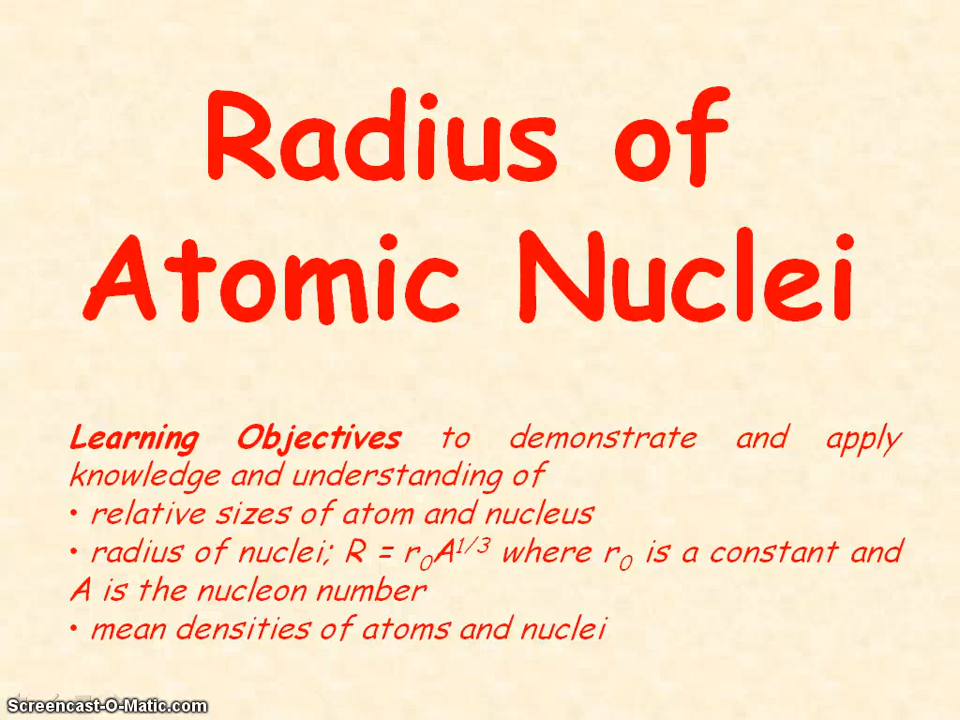 Radius of
Atomic Nuclei
Learning Objectives to demonstrate and apply
knowledge and understanding of
• relative sizes of atom and nucleus
• radius of nuclei; R = r₀A¹/³ where r₀ is a constant and
A is the nucleon number
• mean densities of atoms and nuclei
Screencast-O-Matic.com